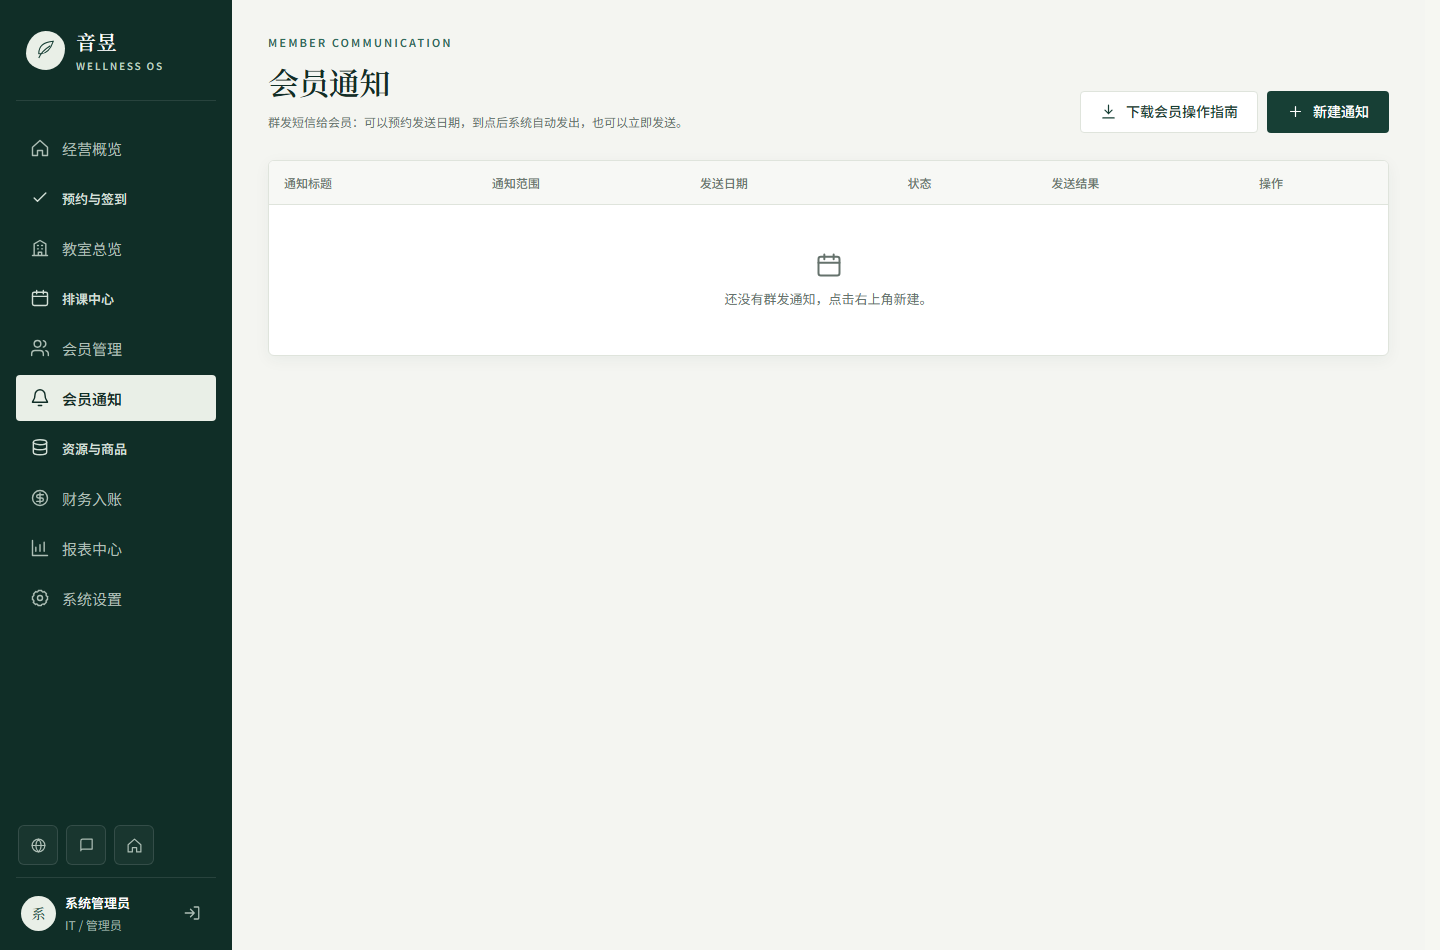 音昱
WELLNESS OS
经营概览
预约与签到
教室总览
排课中心
会员管理
会员通知
资源与商品
财务入账
报表中心
系统设置
系
系统管理员
IT / 管理员
MEMBER COMMUNICATION
会员通知
群发短信给会员：可以预约发送日期，到点后系统自动发出，也可以立即发送。
下载会员操作指南
新建通知
通知标题 通知范围 发送日期 状态 发送结果 操作
还没有群发通知，点击右上角新建。